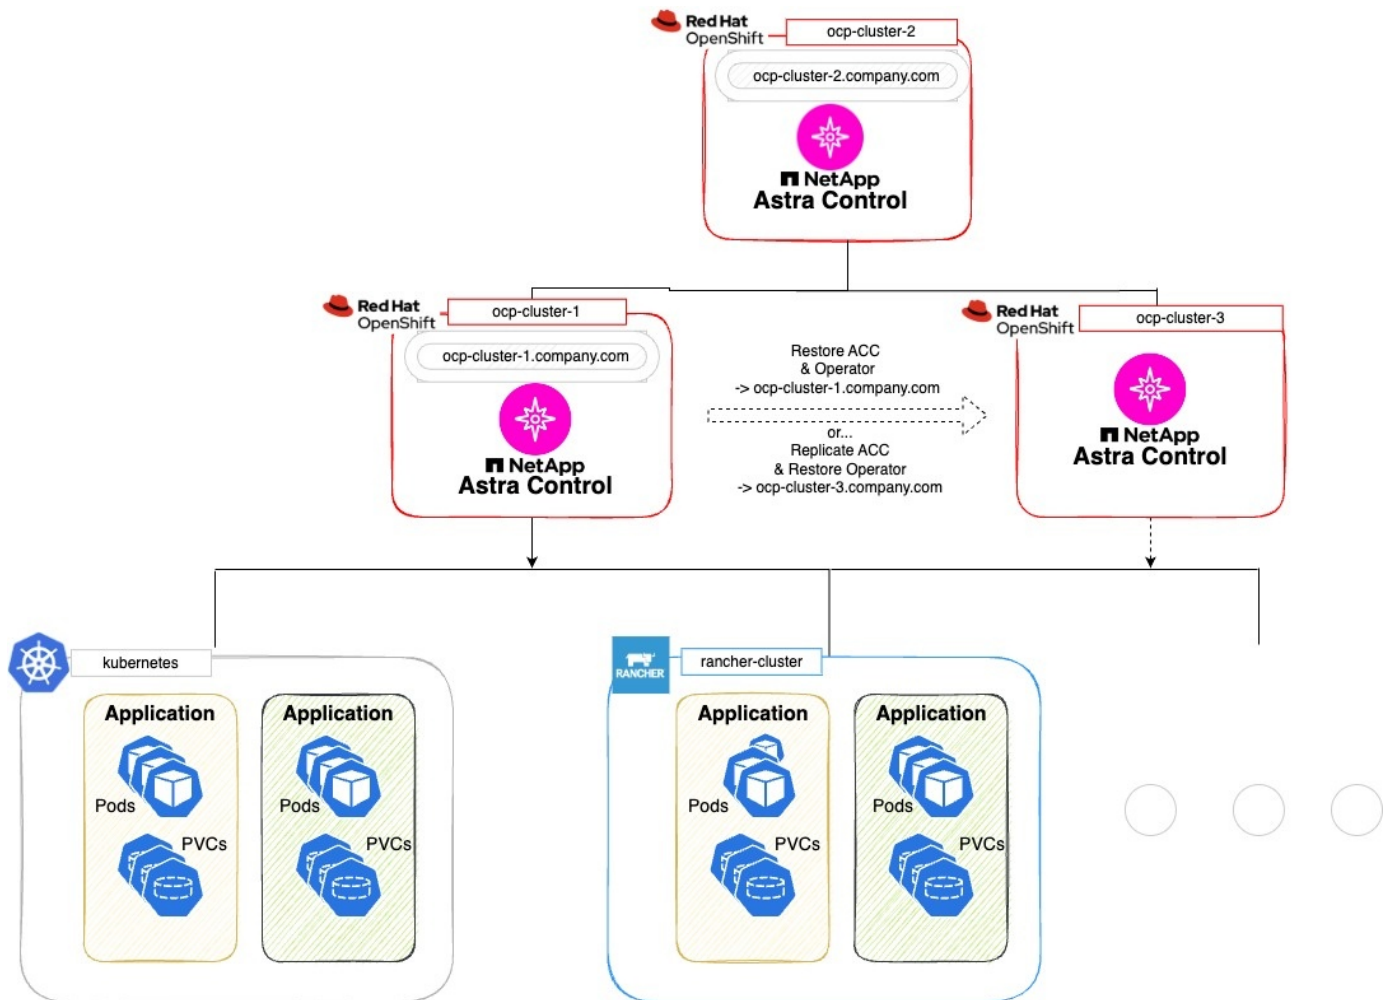 Red Hat
OpenShift
ocp-cluster-2
ocp-cluster-2.company.com
NetApp
Astra Control
Red Hat
OpenShift
ocp-cluster-1
ocp-cluster-1.company.com
NetApp
Astra Control
Restore ACC
& Operator
-> ocp-cluster-1.company.com
or...
Replicate ACC
& Restore Operator
-> ocp-cluster-3.company.com
Red Hat
OpenShift
ocp-cluster-3
NetApp
Astra Control
kubernetes
Application
Pods
PVCs
Application
Pods
PVCs
RANCHER
rancher-cluster
Application
Pods
PVCs
Application
Pods
PVCs